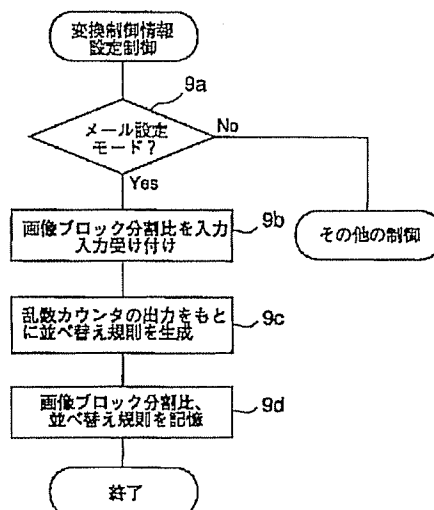 変換制御情報
設定制御
9a
メール設定
モード?
No
Yes
画像ブロック分割比を入力
入力受け付け
9b
その他の制御
乱数カウンタの出力をもと
に並べ替え規則を生成
9c
画像ブロック分割比、
並べ替え規則を記憶
9d
終了